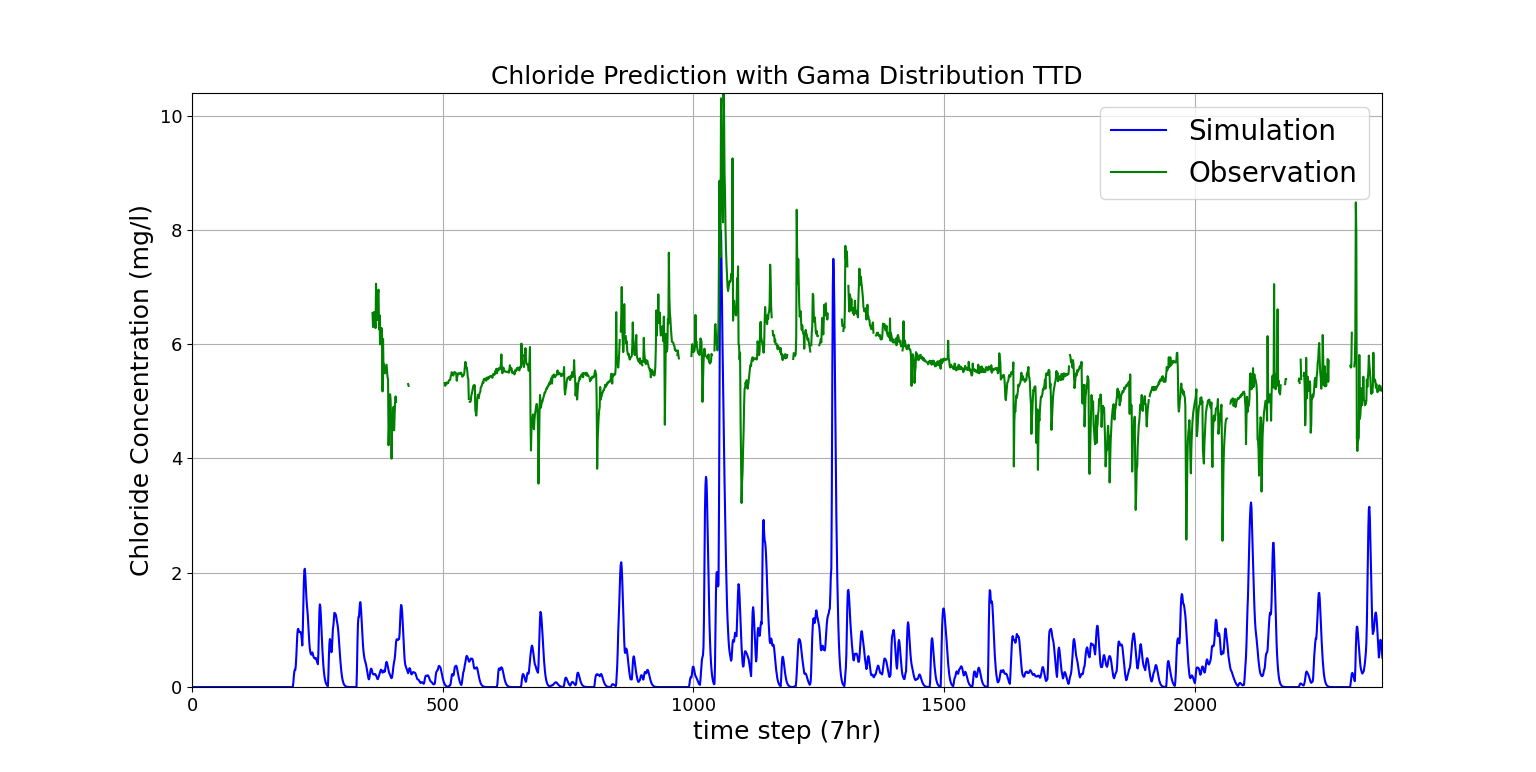 Chloride Prediction with Gama Distribution TTD
Simulation
Observation
Chloride Concentration (mg/l)
10
8
6
4
2
0
0 500 1000 1500 2000
time step (7hr)